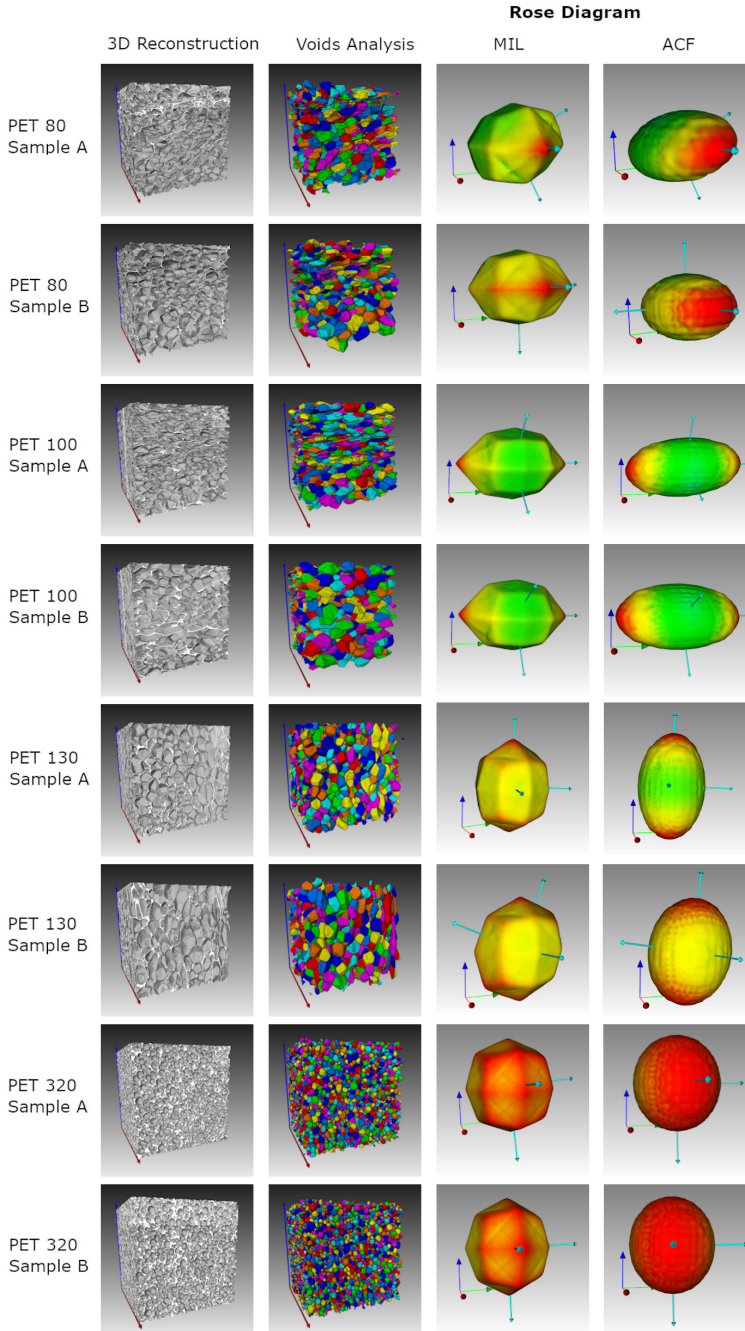 Rose Diagram
3D Reconstruction Voids Analysis MIL ACF
PET 80
Sample A
PET 80
Sample B
PET 100
Sample A
PET 100
Sample B
PET 130
Sample A
PET 130
Sample B
PET 320
Sample A
PET 320
Sample B